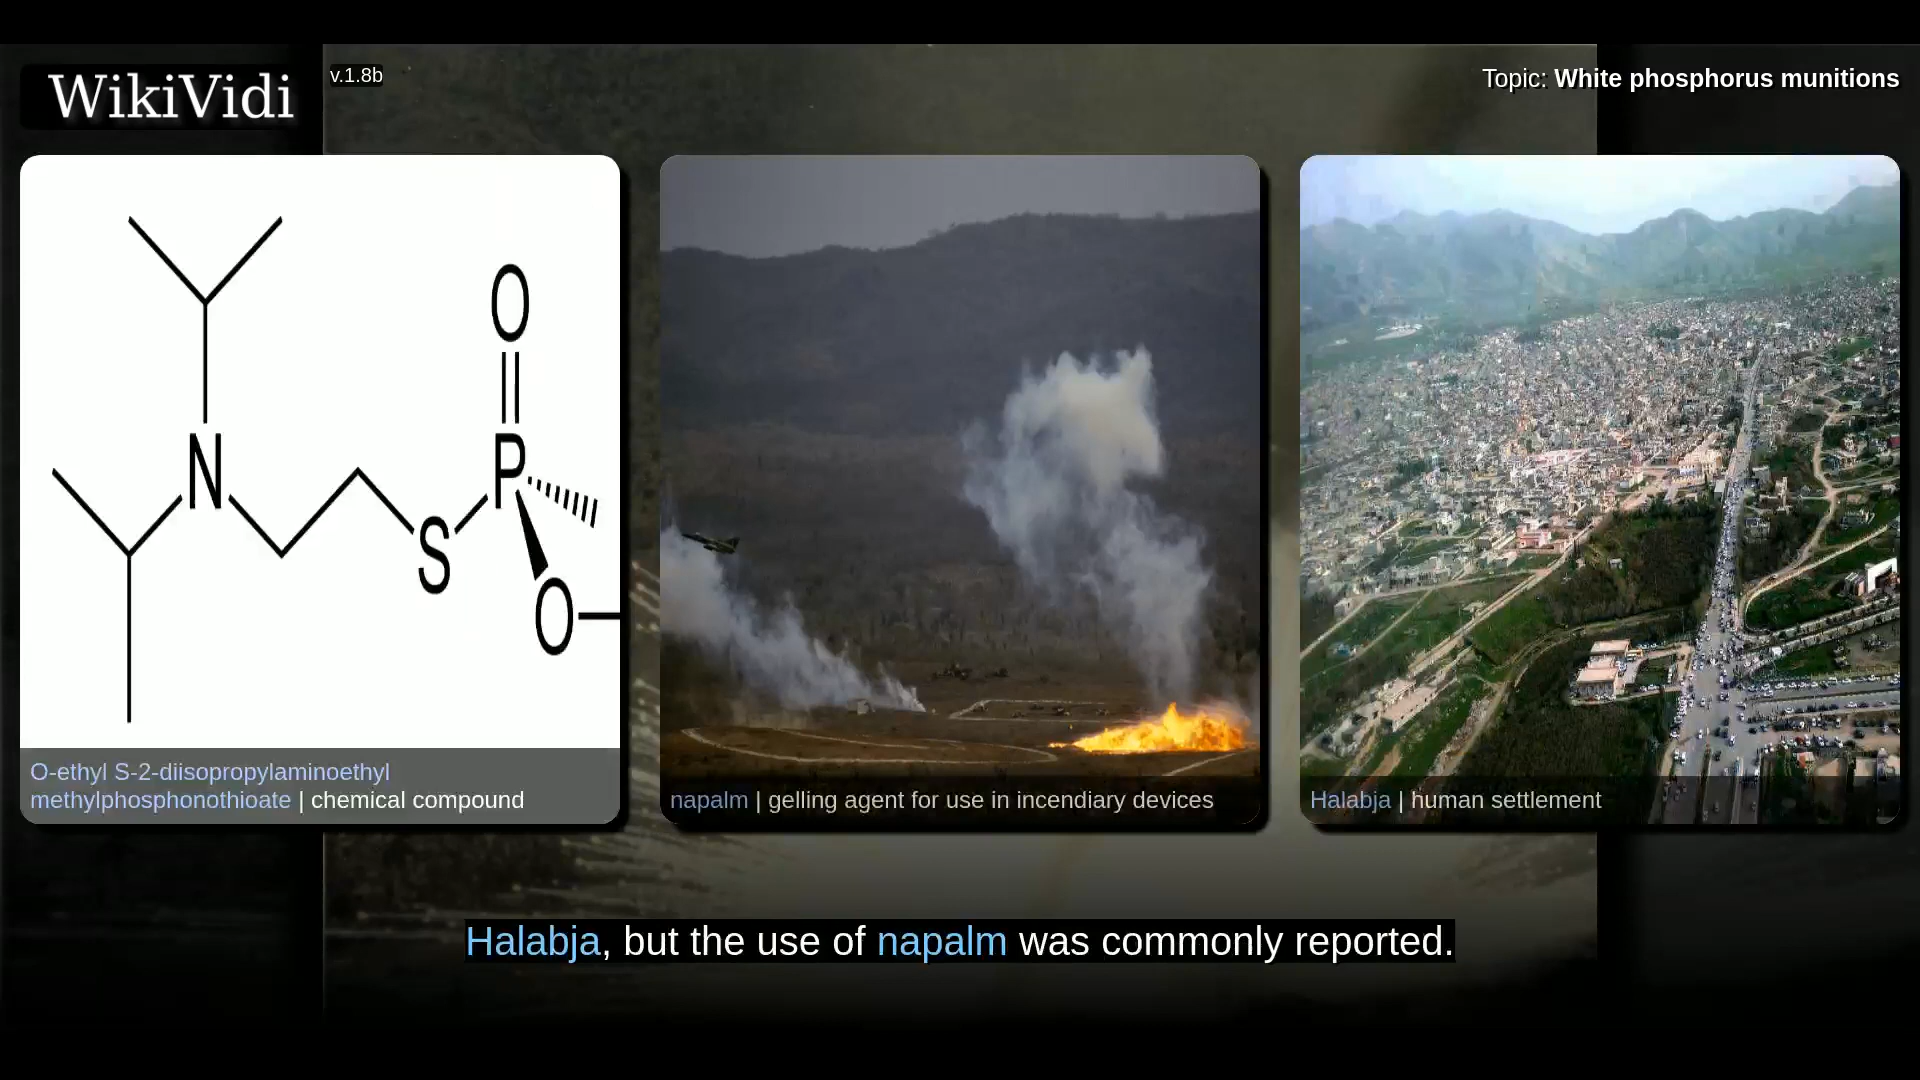 WikiVidi
v.1.8b
Topic: White phosphorus munitions
O
N
P
S
O
O-ethyl S-2-diisopropylaminoethyl
methylphosphonothioate | chemical compound
napalm | gelling agent for use in incendiary devices
Halabja | human settlement
Halabja, but the use of napalm was commonly reported.